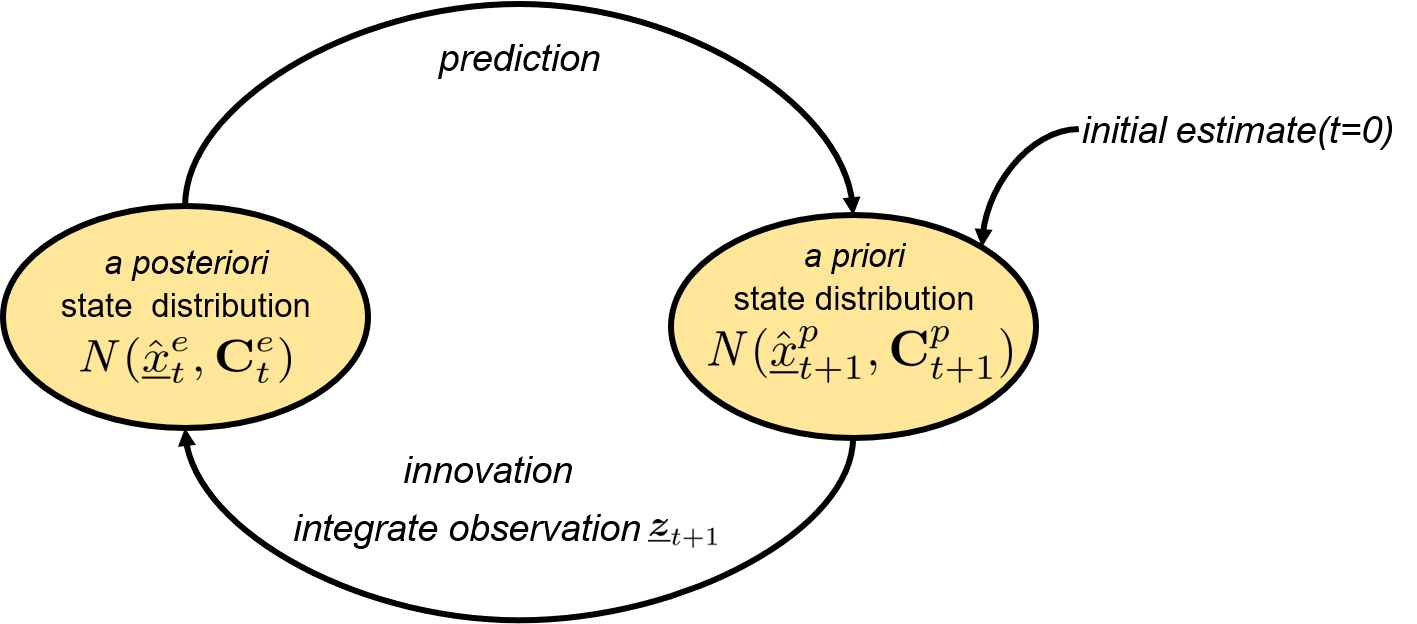 prediction
initial estimate(t=0)
a posteriori
state distribution
$N(\underline{\hat{x}}_t^e, \mathbf{C}_t^e)$
a priori
state distribution
$N(\underline{\hat{x}}_{t+1}^p, \mathbf{C}_{t+1}^p)$
innovation
integrate observation $\underline{\boldsymbol{z}}_{t+1}$